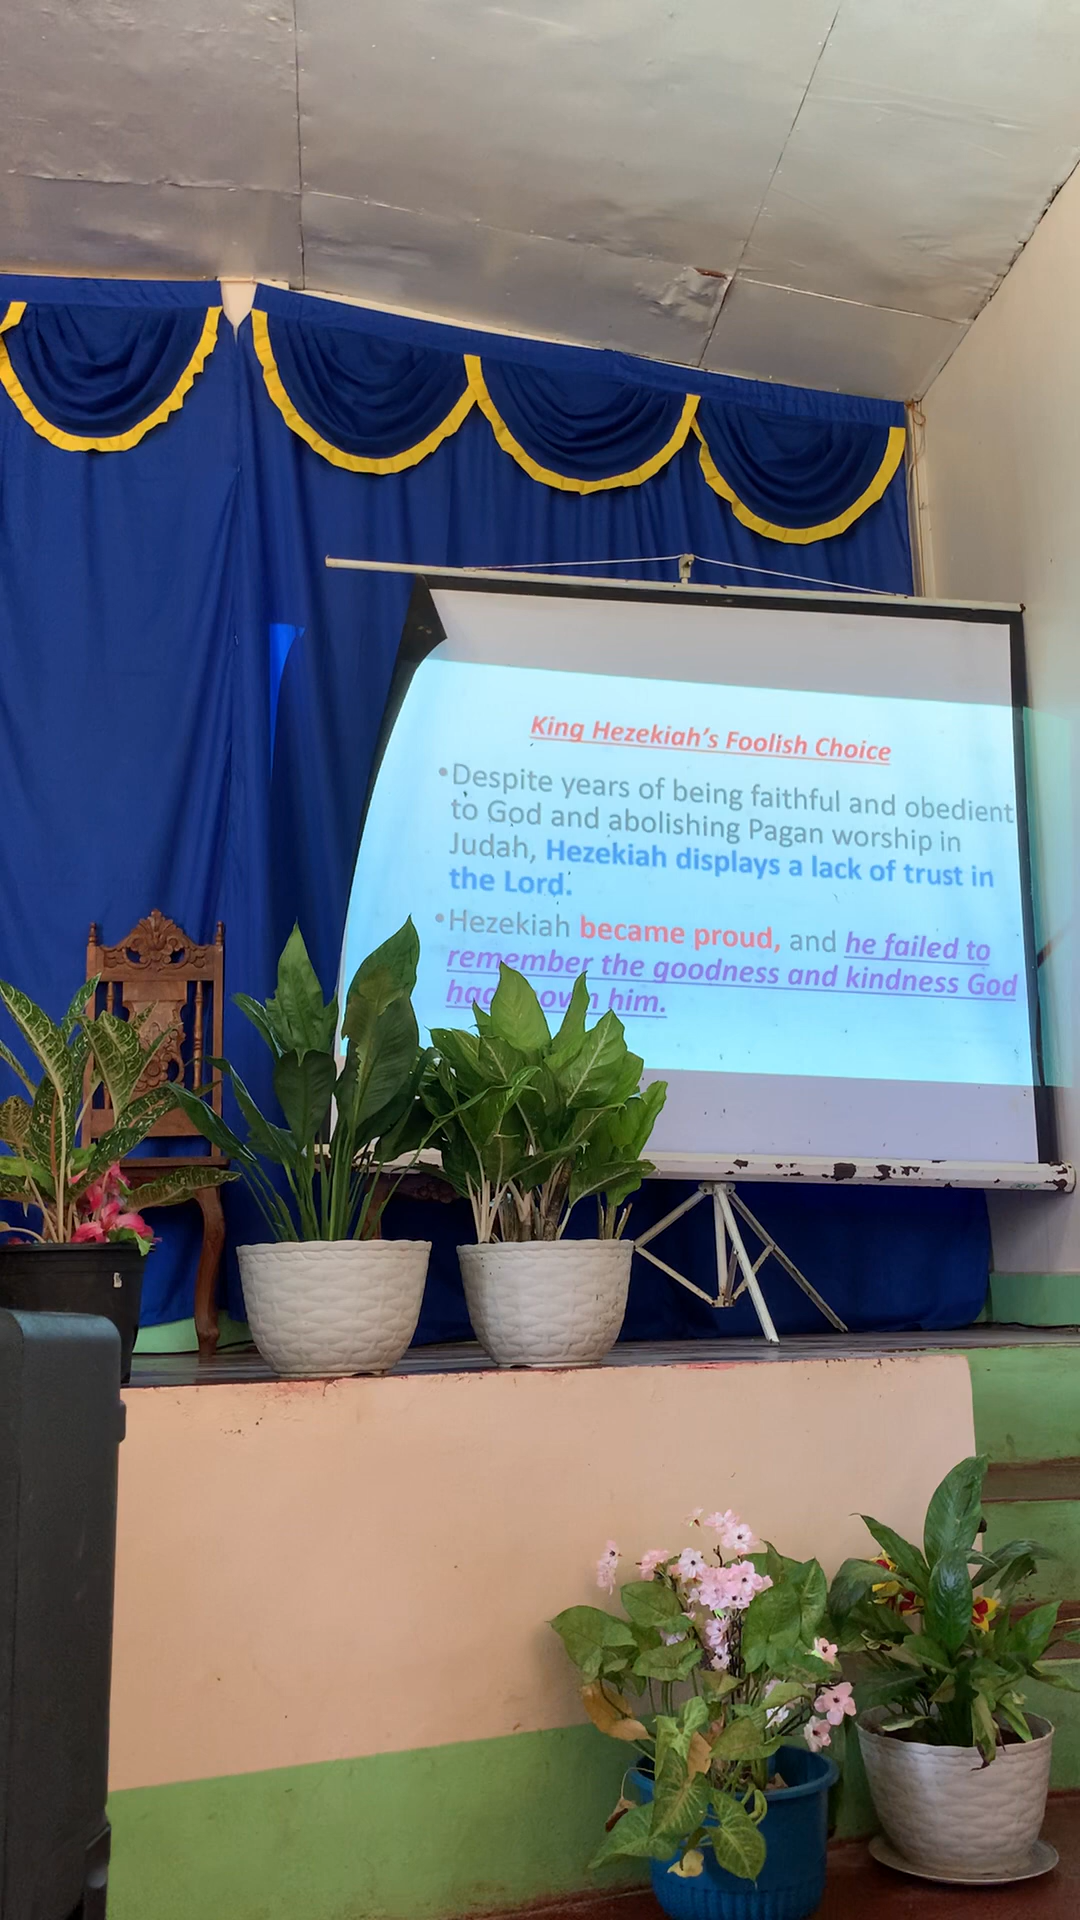 King Hezekiah's Foolish Choice
•Despite years of being faithful and obedient
to God and abolishing Pagan worship in
Judah, Hezekiah displays a lack of trust in
the Lord.
•Hezekiah became proud, and he failed to
remember the goodness and kindness God
him.